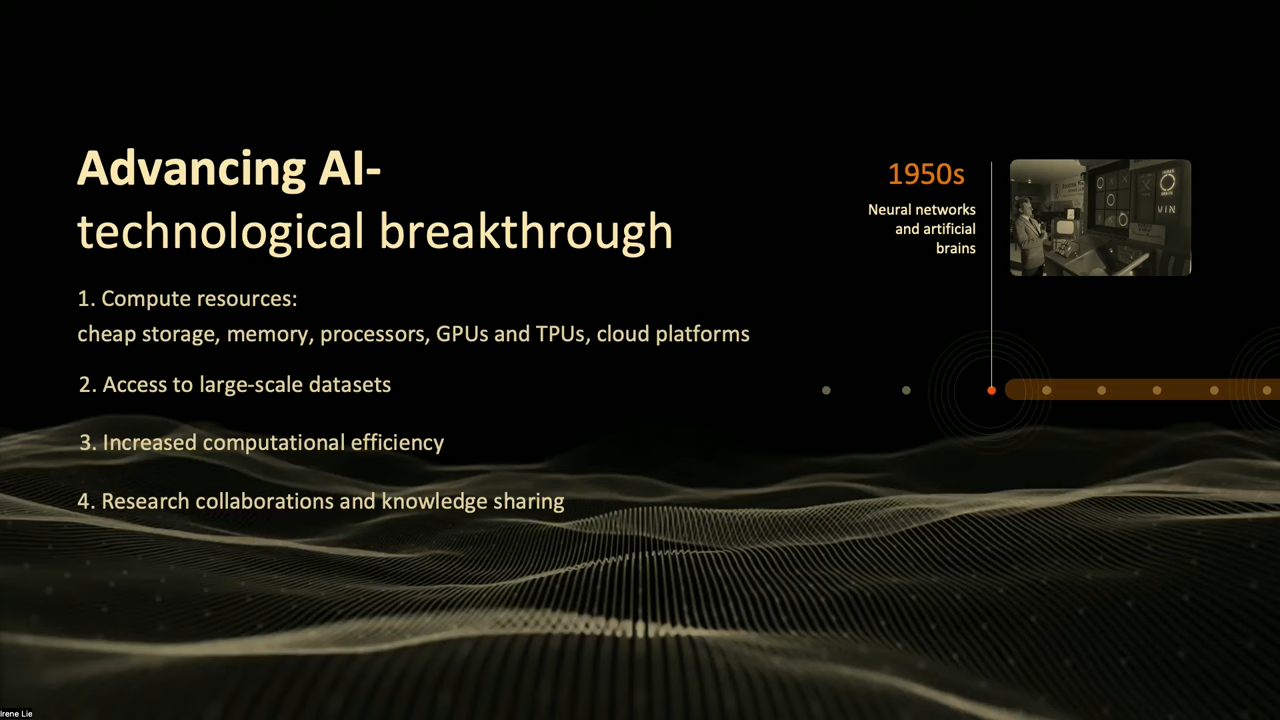 Advancing AI-
technological breakthrough
1. Compute resources:
cheap storage, memory, processors, GPUs and TPUs, cloud platforms
2. Access to large-scale datasets
3. Increased computational efficiency
4. Research collaborations and knowledge sharing
1950s
Neural networks
and artificial
brains
WIN
Irene Lie